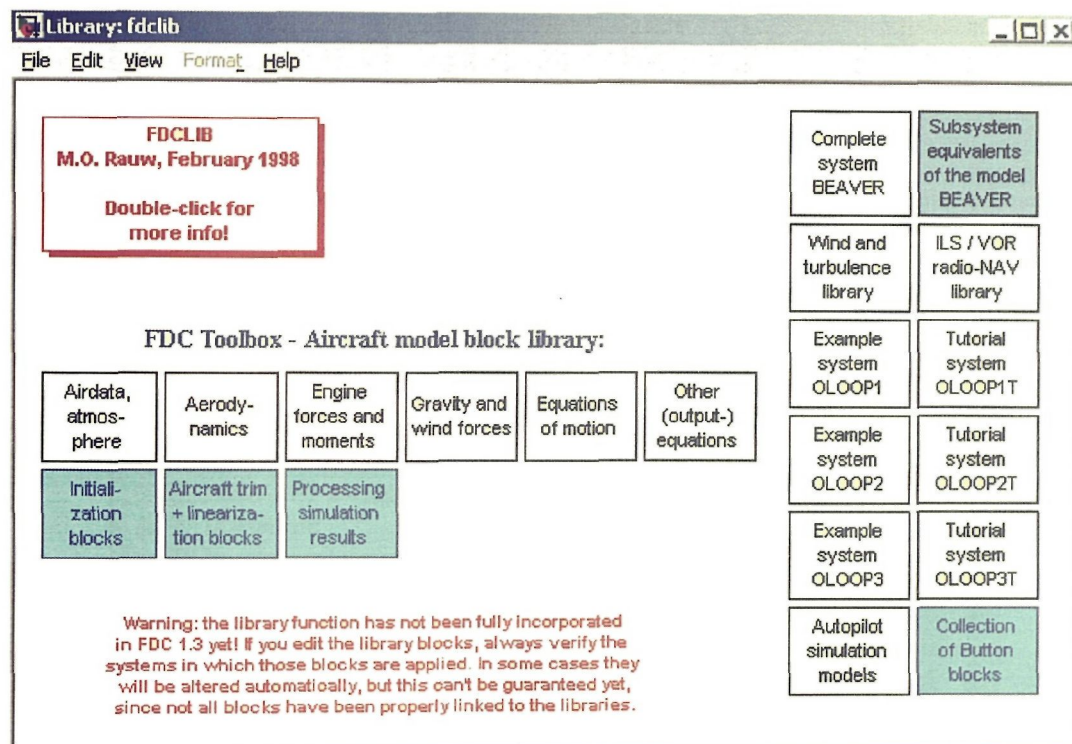 Library: fdclib
File Edit View Format Help
FDCLIB
M.O. Rauw, February 1998
Double-click for
more info!
FDC Toolbox - Aircraft model block library:
Airdata,
atmos-
phere
Aerody-
namics
Engine
forces and
moments
Gravity and
wind forces
Equations
of motion
Other
(output-)
equations
Initiali-
zation
blocks
Aircraft trim
+ lineariza-
tion blocks
Processing
simulation
results
Warning: the library function has not been fully incorporated
in FDC 1.3 yet! If you edit the library blocks, always verify the
systems in which those blocks are applied. In some cases they
will be altered automatically, but this can't be guaranteed yet,
since not all blocks have been properly linked to the libraries.
Complete
system
BEAVER
Subsystem
equivalents
of the model
BEAVER
Wind and
turbulence
library
ILS / VOR
radio-NAV
library
Example
system
OLOOP1
Tutorial
system
OLOOP1T
Example
system
OLOOP2
Tutorial
system
OLOOP2T
Example
system
OLOOP3
Tutorial
system
OLOOP3T
Autopilot
simulation
models
Collection
of Button
blocks